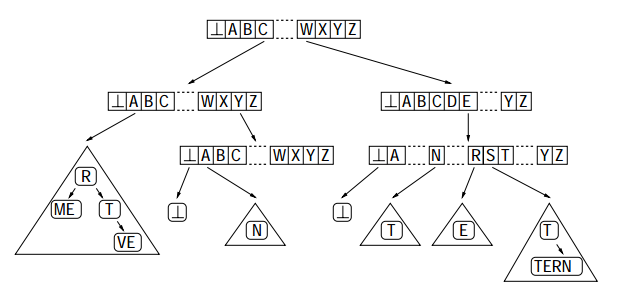 ⊥ABC WXYZ
⊥ABC WXYZ ⊥ABCDE YZ
⊥ABC WXYZ ⊥A N RST YZ
R
ME T ⊥ N ⊥ T E T
VE
TERN